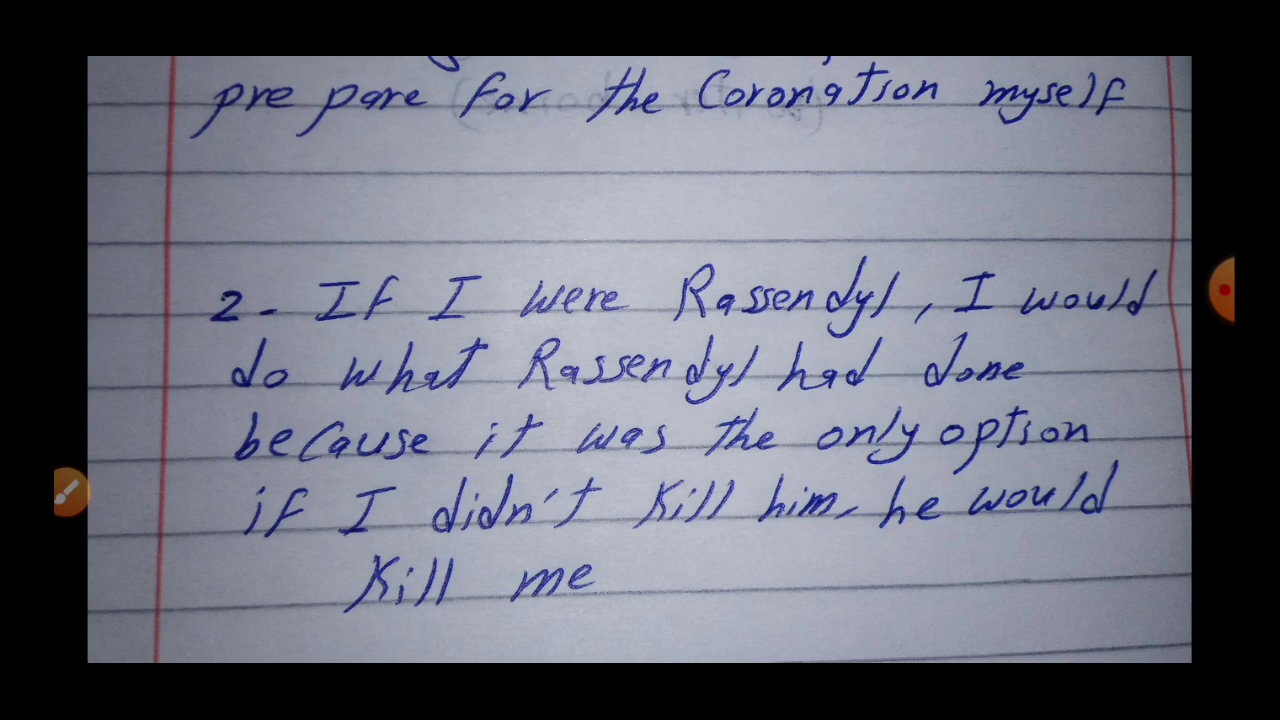 prepare for the Coronation myself
2- If I were Rassendyl, I would
do what Rassendyl had done
because it was the only option
if I didn't kill him, he would
kill me